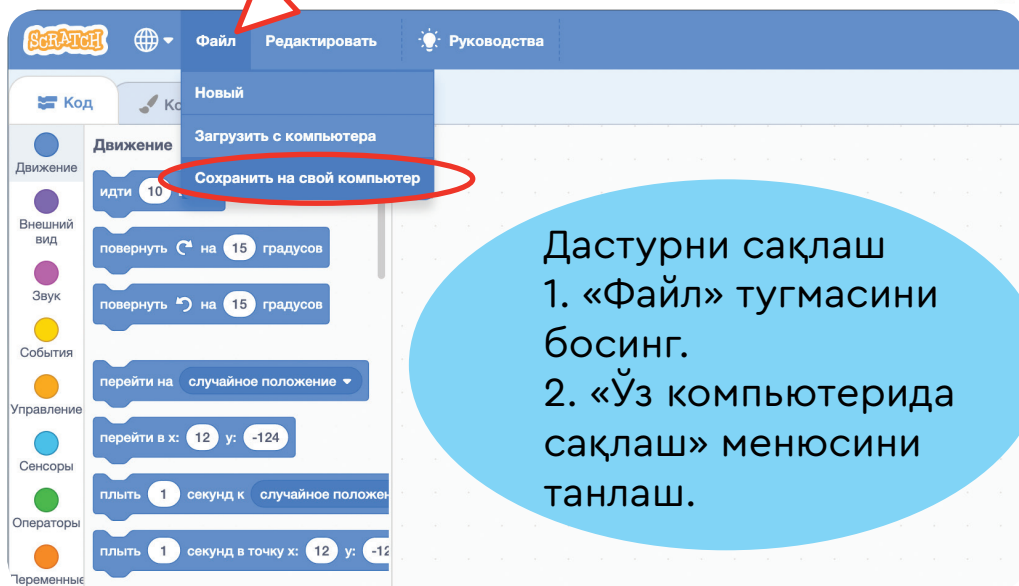 SCRATCH Файл Редактировать Руководства
Код
Новый
Загрузить с компьютера
Сохранить на свой компьютер
Движение
Внешний
вид
Звук
События
Управление
Сенсоры
Операторы
Переменные
Движение
идти 10
повернуть на 15 градусов
повернуть на 15 градусов
перейти на случайное положение
перейти в x: 12 y: -124
плыть 1 секунд к случайное положен
плыть 1 секунд в точку x: 12 y: -12
Дастурни сақлаш
1. «Файл» тугмасини
босинг.
2. «Ўз компьютерида
сақлаш» менюсини
танлаш.